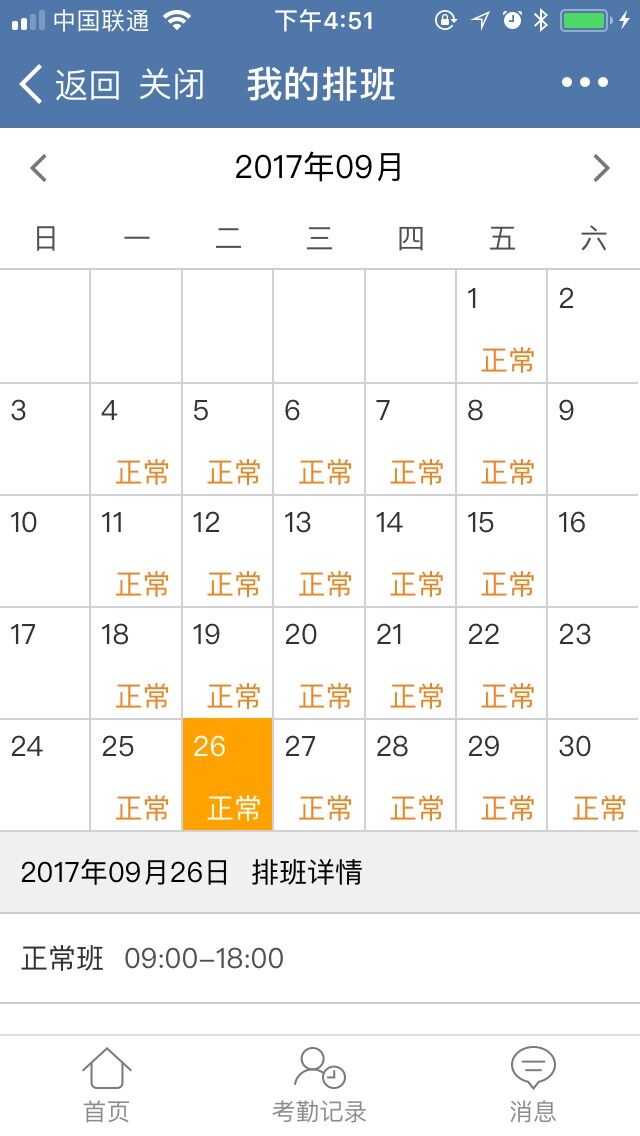 中国联通 下午4:51
返回 关闭 我的排班
2017年09月
日 一 二 三 四 五 六
1 2
正常
3 4 5 6 7 8 9
正常 正常 正常 正常 正常
10 11 12 13 14 15 16
正常 正常 正常 正常 正常
17 18 19 20 21 22 23
正常 正常 正常 正常 正常
24 25 26 27 28 29 30
正常 正常 正常 正常 正常 正常
2017年09月26日 排班详情
正常班 09:00-18:00
首页 考勤记录 消息